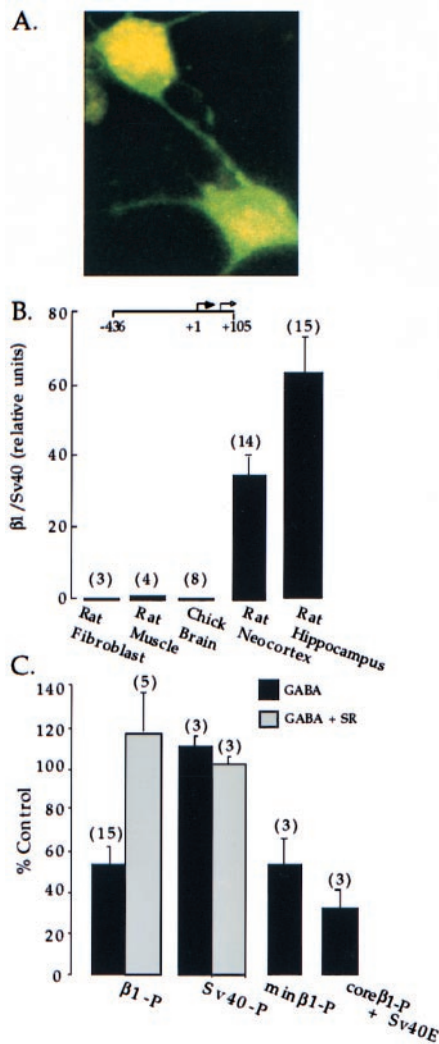 A.
B.
80
60
40
20
0
β1/Sv40 (relative units)
-436
+1
+105
(3)
(4)
(8)
(14)
(15)
Rat Fibroblast
Rat Muscle
Chick Brain
Rat Neocortex
Rat Hippocampus
C.
140
120
100
80
60
40
20
0
% Control
GABA
GABA + SR
(15)
(5)
(3)
(3)
(3)
(3)
β1-P
Sv40-P
minβ1-P
coreβ1-P
+ Sv40E